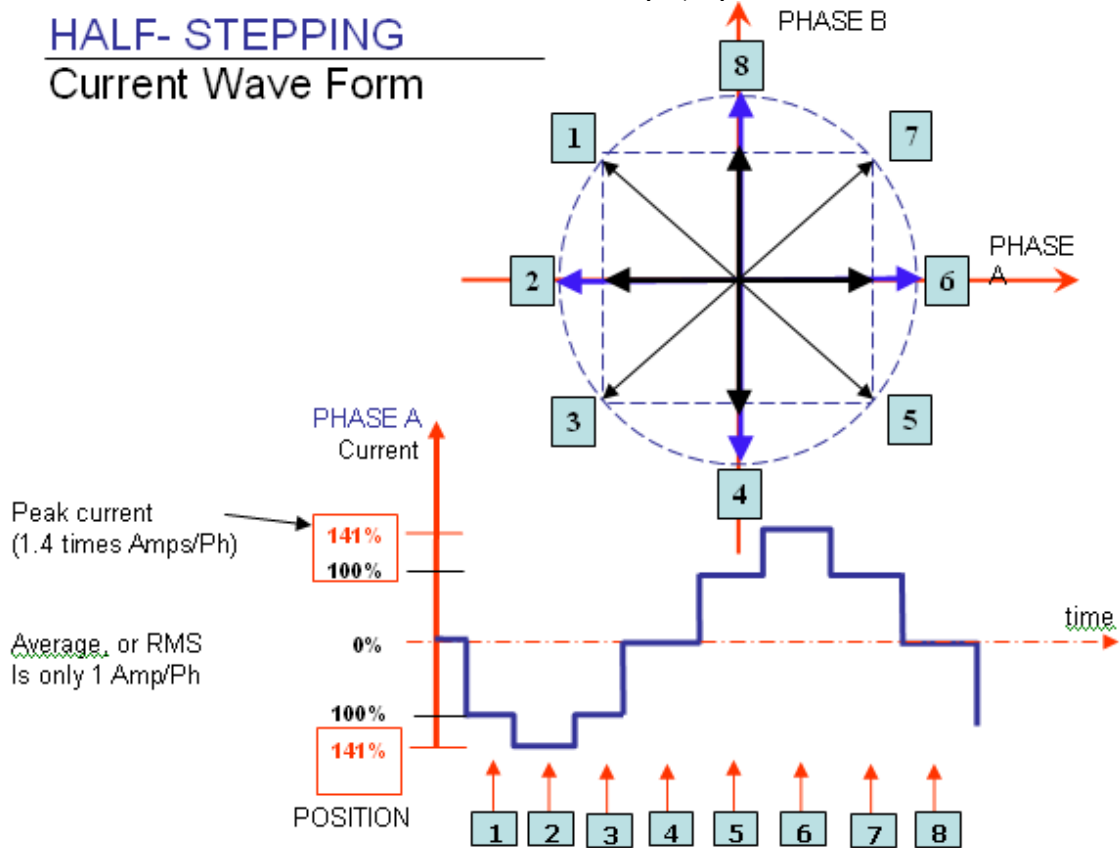 HALF- STEPPING
Current Wave Form
PHASE B
8
1
7
2
PHASE
A
6
3
5
4
PHASE A
Current
Peak current
(1.4 times Amps/Ph)
141%
100%
Average, or RMS
Is only 1 Amp/Ph
0%
time
100%
141%
POSITION
1 2 3 4 5 6 7 8